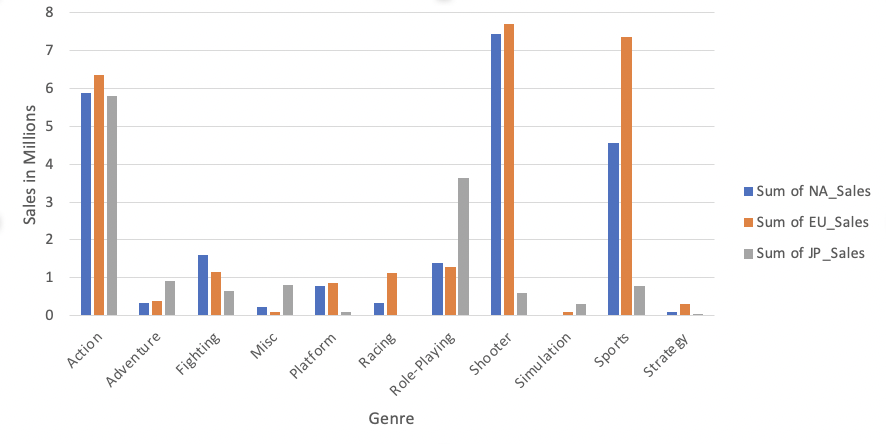 8
7
6
5
4
3
2
1
0
Sales in Millions
Action
Adventure
Fighting
Misc
Platform
Racing
Role-Playing
Shooter
Simulation
Sports
Strategy
Genre
Sum of NA_Sales
Sum of EU_Sales
Sum of JP_Sales